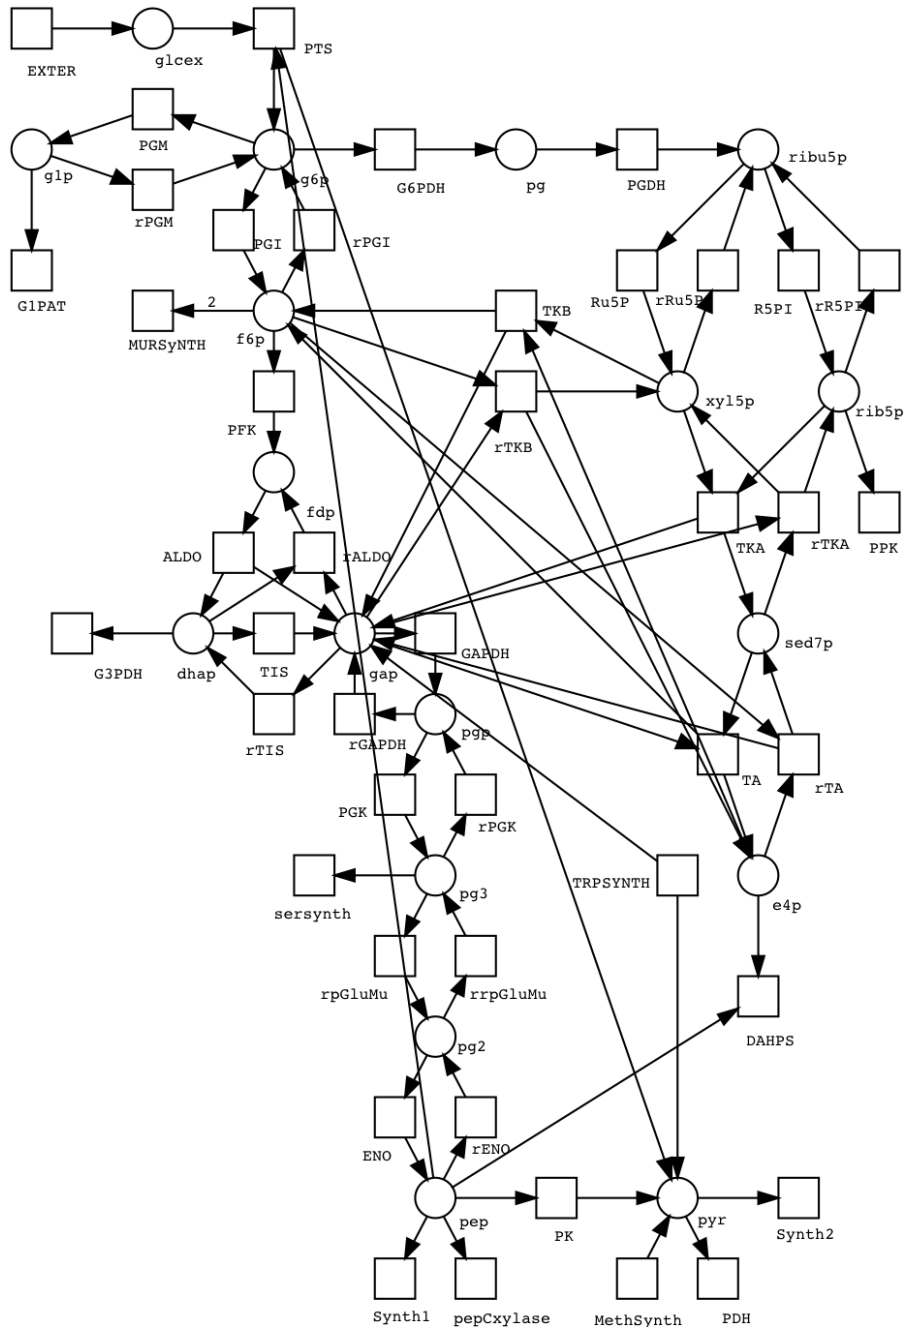 EXTER
glcex
PTS
PGM
g1p
rPGM
g6p
G6PDH
pg
PGDH
ribu5p
PGI
rPGI
G1PAT
2
MURSyNTH
f6p
TKB
Ru5P
rRu5P
R5PI
rR5PI
PFK
rTKB
xyl5p
rib5p
fdp
ALDO
rALDO
TKA
rTKA
PPK
G3PDH
dhap
TIS
gap
GAPDH
sed7p
rTIS
rGAPDH
pgp
TA
rTA
PGK
rPGK
sersynth
pg3
TRPSYNTH
e4p
rpGluMu
rrpGluMu
pg2
DAHPS
ENO
rENO
pep
PK
pyr
Synth2
Synth1
pepCxylase
MethSynth
PDH